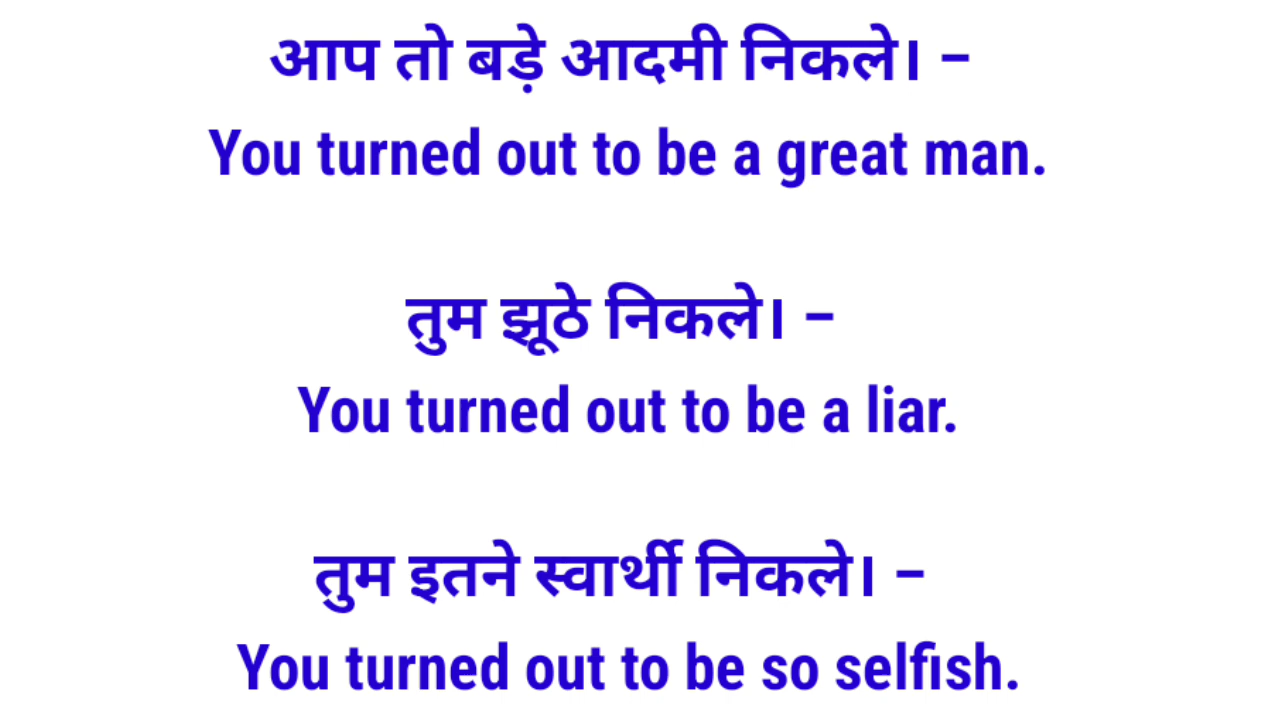 आप तो बड़े आदमी निकले। –
You turned out to be a great man.
तुम झूठे निकले। –
You turned out to be a liar.
तुम इतने स्वार्थी निकले। –
You turned out to be so selfish.